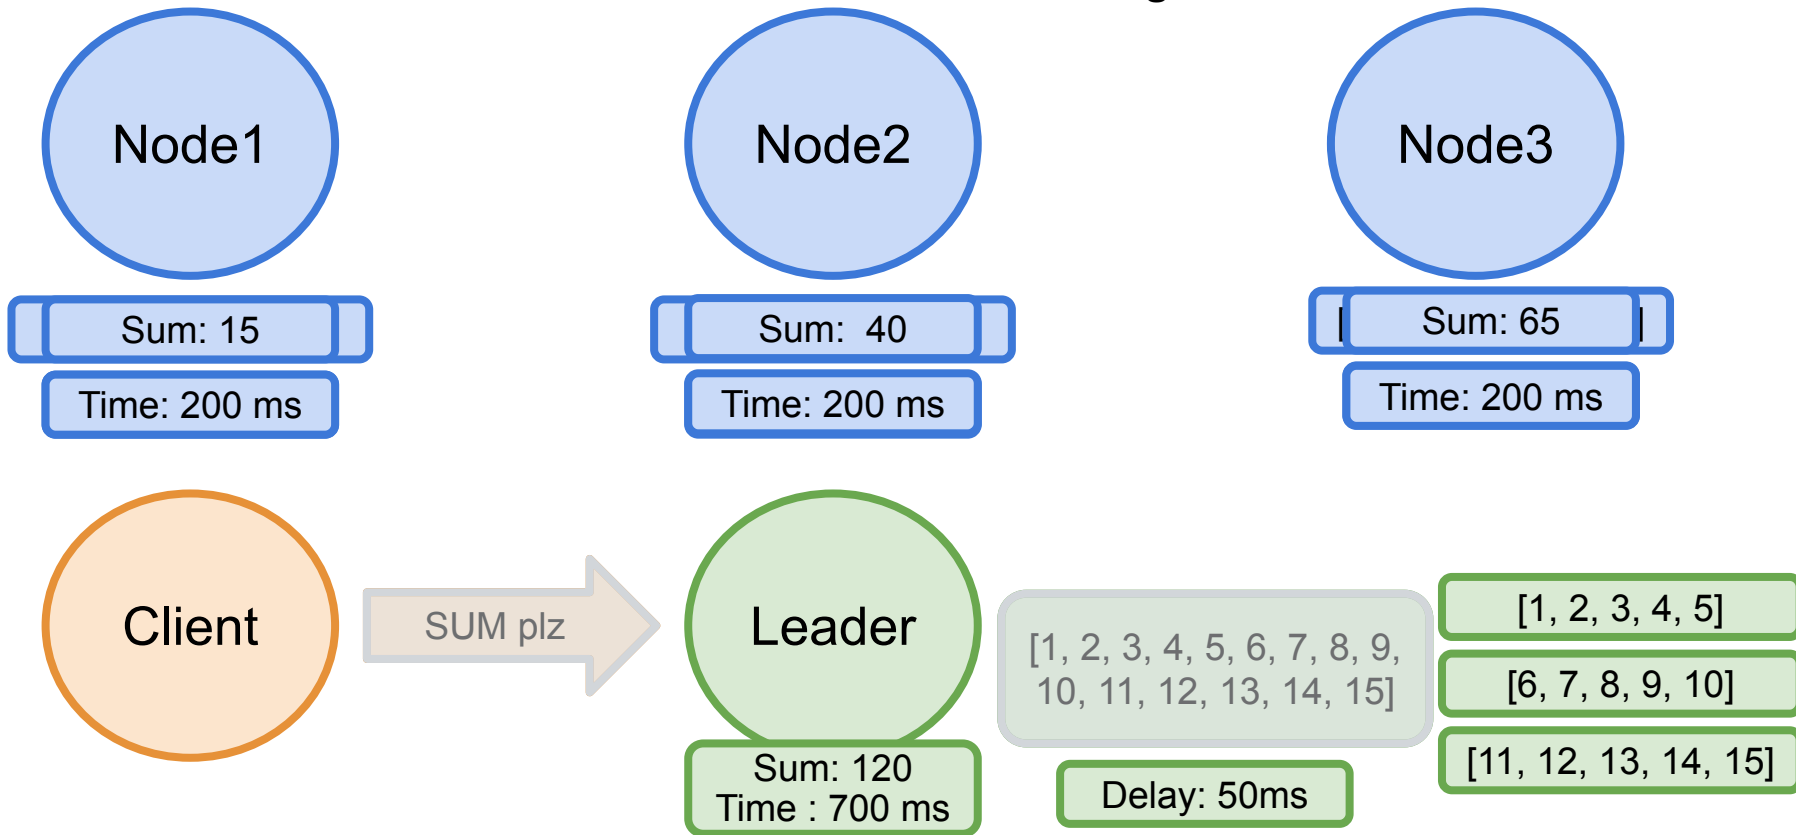 Node1
Node2
Node3
Sum: 15
Sum: 40
[ Sum: 65 ]
Time: 200 ms
Time: 200 ms
Time: 200 ms
Client
SUM plz
Leader
[1, 2, 3, 4, 5, 6, 7, 8, 9,
10, 11, 12, 13, 14, 15]
[1, 2, 3, 4, 5]
[6, 7, 8, 9, 10]
[11, 12, 13, 14, 15]
Sum: 120
Time : 700 ms
Delay: 50ms